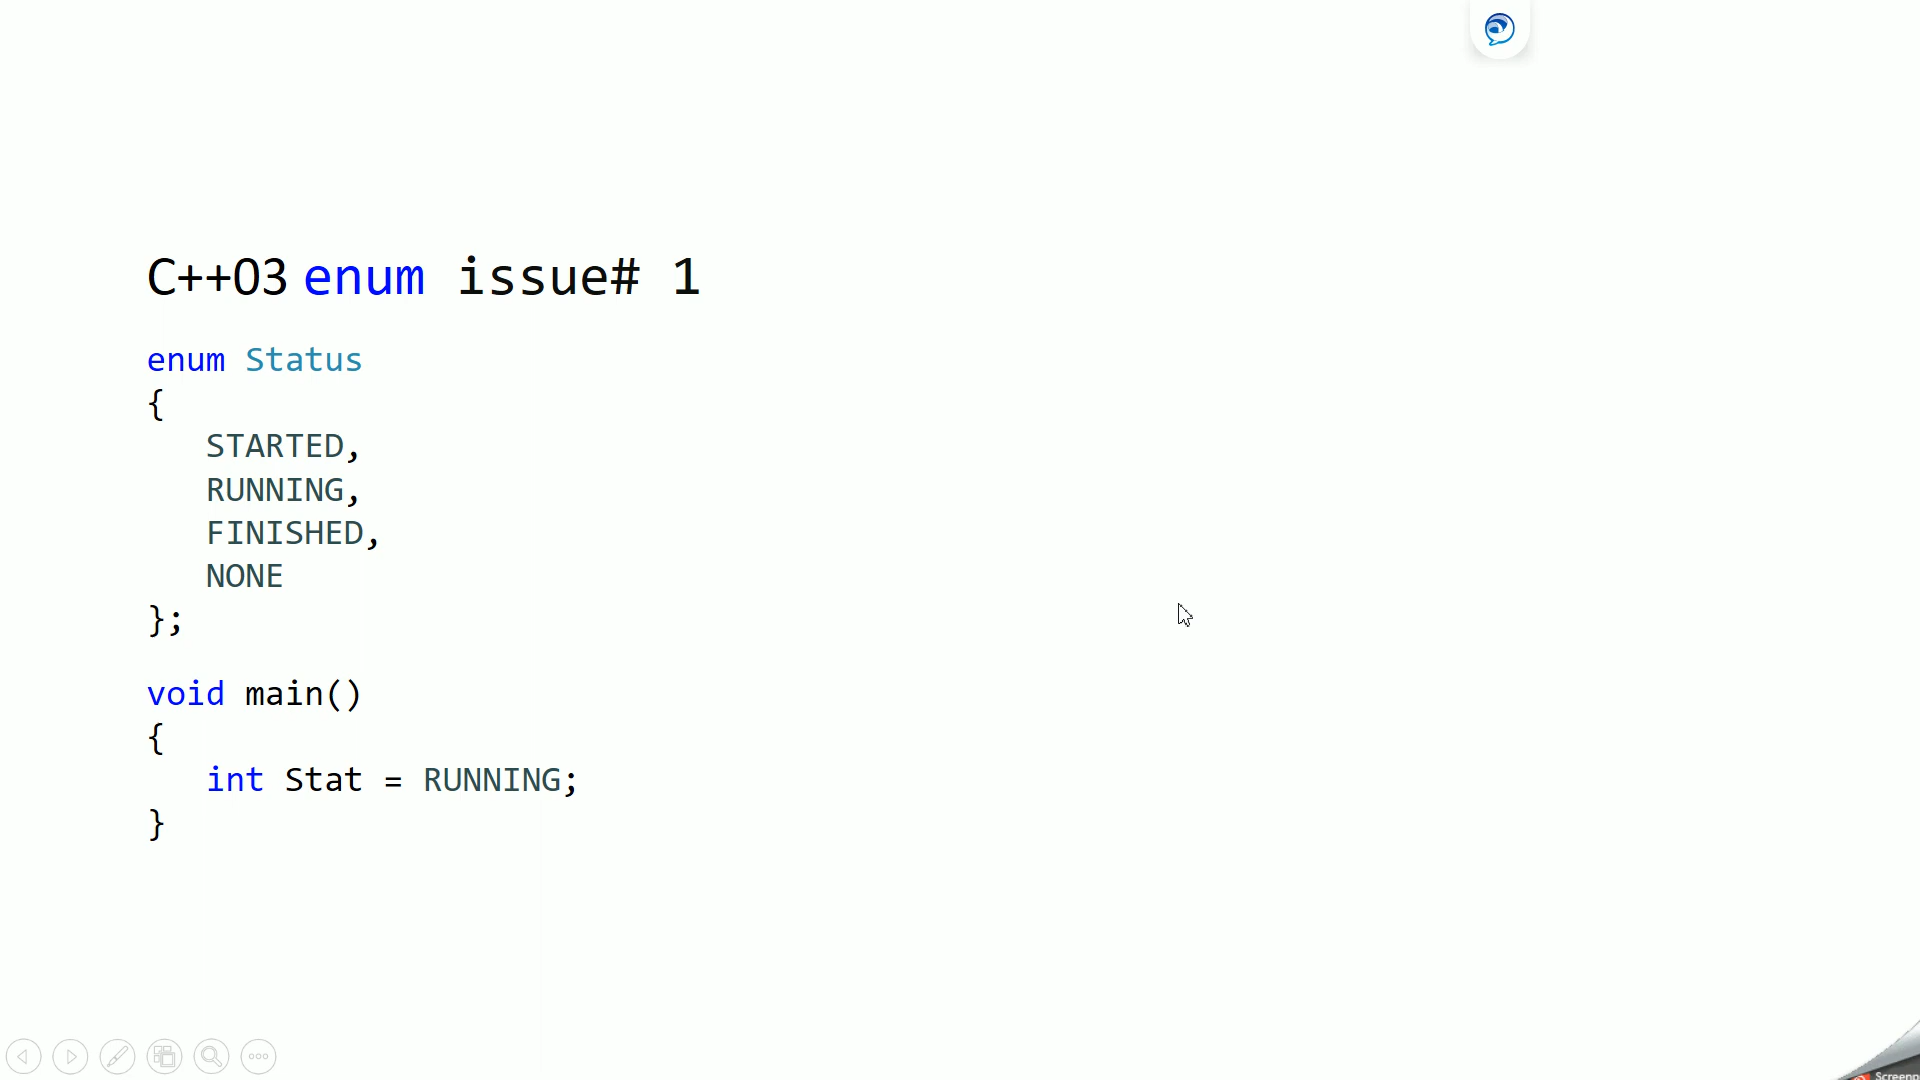 C++03 enum issue# 1
enum Status
{
STARTED,
RUNNING,
FINISHED,
NONE
};
void main()
{
int Stat = RUNNING;
}